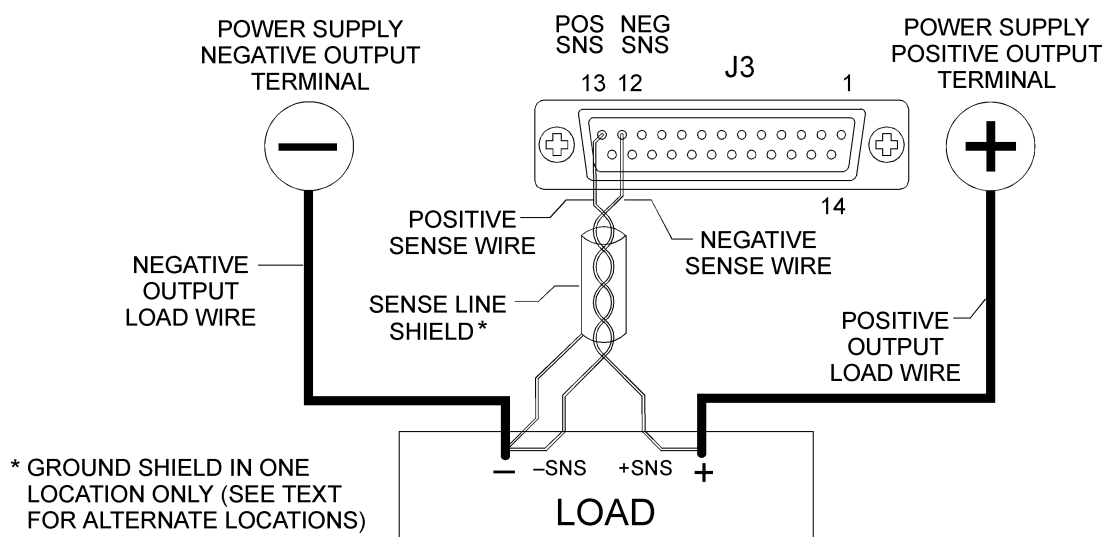 POWER SUPPLY
NEGATIVE OUTPUT
TERMINAL
POS
SNS
NEG
SNS
J3
13
12
1
POWER SUPPLY
POSITIVE OUTPUT
TERMINAL
14
POSITIVE
SENSE WIRE
NEGATIVE
SENSE WIRE
NEGATIVE
OUTPUT
LOAD WIRE
SENSE LINE
SHIELD*
POSITIVE
OUTPUT
LOAD WIRE
–
–SNS
+SNS
+
LOAD
* GROUND SHIELD IN ONE
LOCATION ONLY (SEE TEXT
FOR ALTERNATE LOCATIONS)